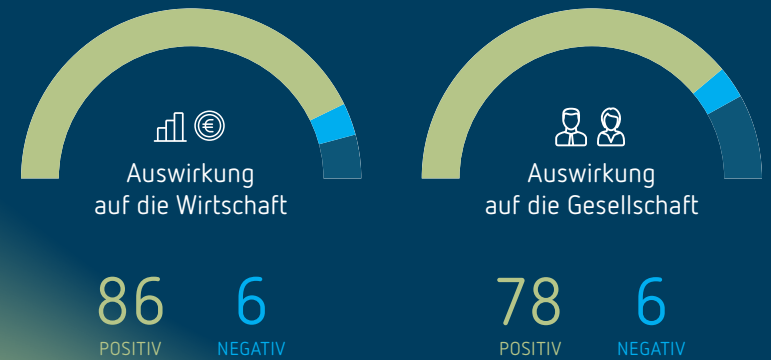 €
Auswirkung
auf die Wirtschaft
86 6
POSITIV NEGATIV
Auswirkung
auf die Gesellschaft
78 6
POSITIV NEGATIV